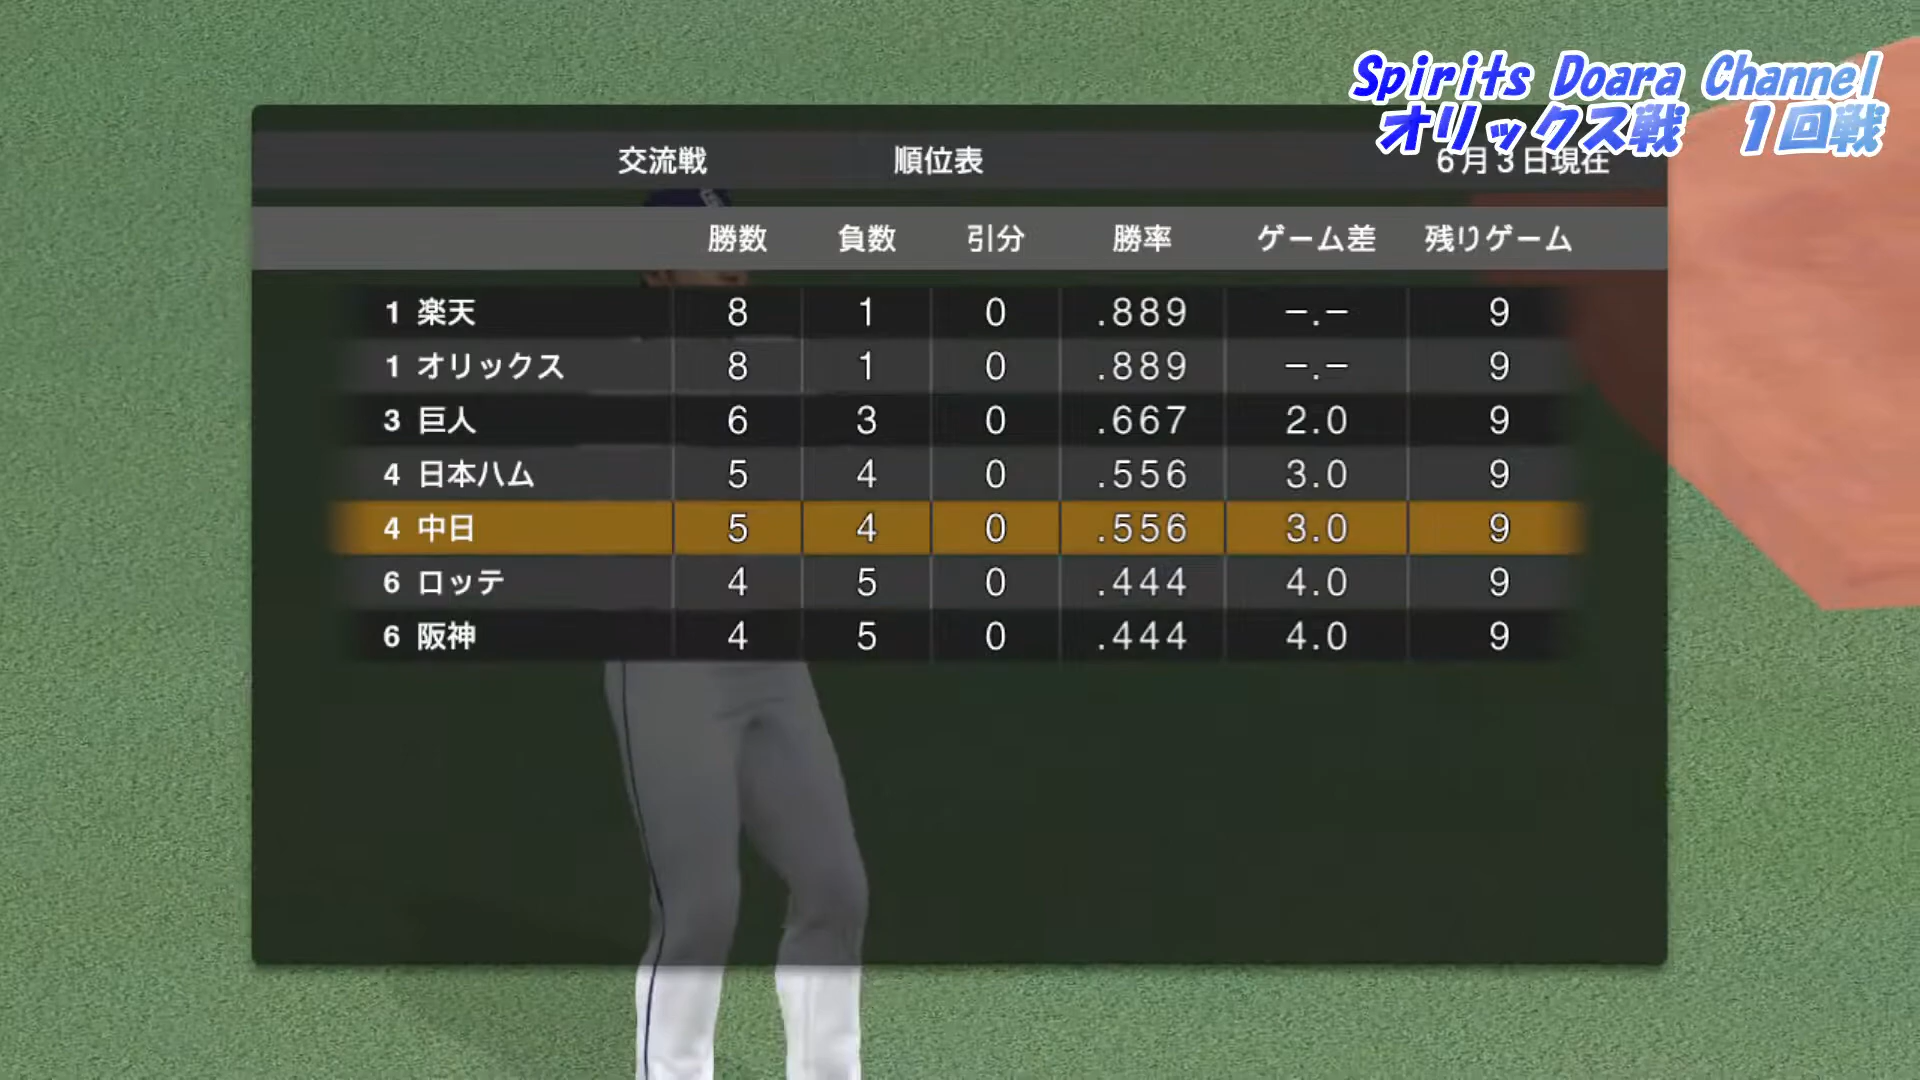 Spirits Doara Channel
オリックス戦 1回戦
交流戦 順位表 6月3日現在
勝数 負数 引分 勝率 ゲーム差 残りゲーム
1 楽天 8 1 0 .889 -.- 9
1 オリックス 8 1 0 .889 -.- 9
3 巨人 6 3 0 .667 2.0 9
4 日本ハム 5 4 0 .556 3.0 9
4 中日 5 4 0 .556 3.0 9
6 ロッテ 4 5 0 .444 4.0 9
6 阪神 4 5 0 .444 4.0 9